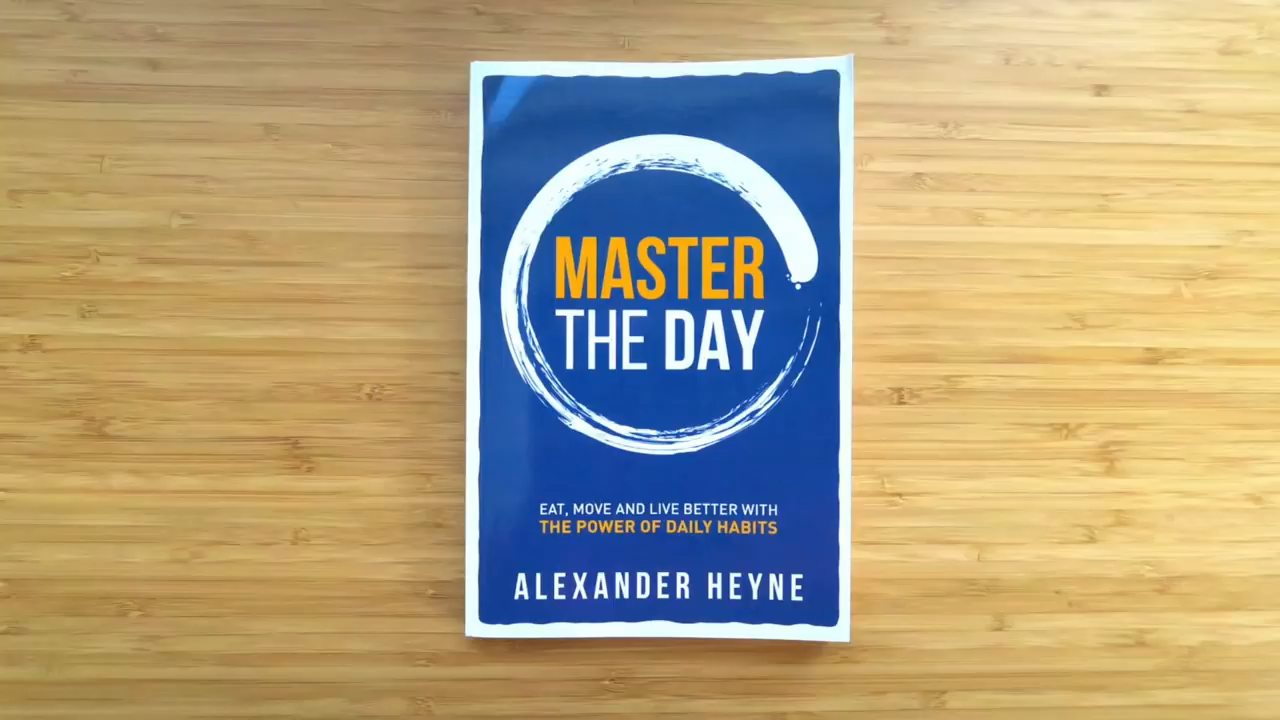 MASTER
THE DAY
EAT, MOVE AND LIVE BETTER WITH
THE POWER OF DAILY HABITS
ALEXANDER HEYNE